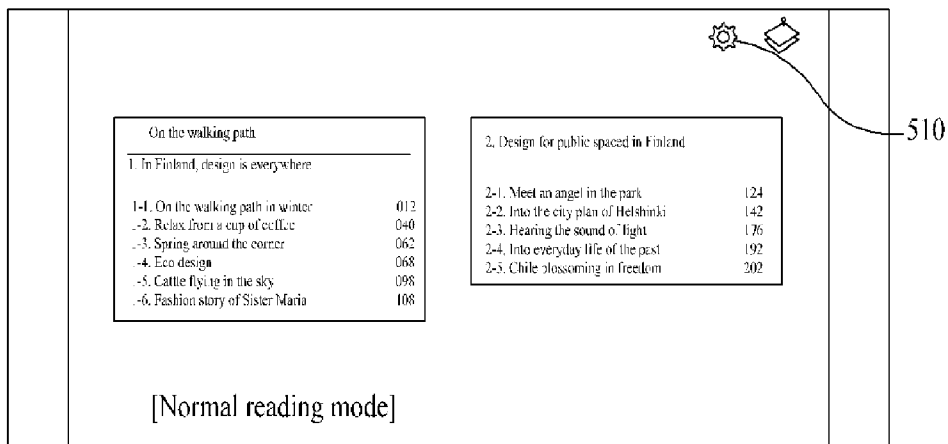 510
On the walking path
1. In Finland, design is everywhere
1-1. On the walking path in winter 012
1-2. Relax from a cup of coffee 040
1-3. Spring around the corner 062
1-4. Eco design 068
1-5. Cattle flying in the sky 098
1-6. Fashion story of Sister Maria 108
2. Design for public spaced in Finland
2-1. Meet an angel in the park 124
2-2. Into the city plan of Helshinki 142
2-3. Hearing the sound of light 176
2-4. Into everyday life of the past 192
2-5. Chile blossoming in freedom 202
[Normal reading mode]